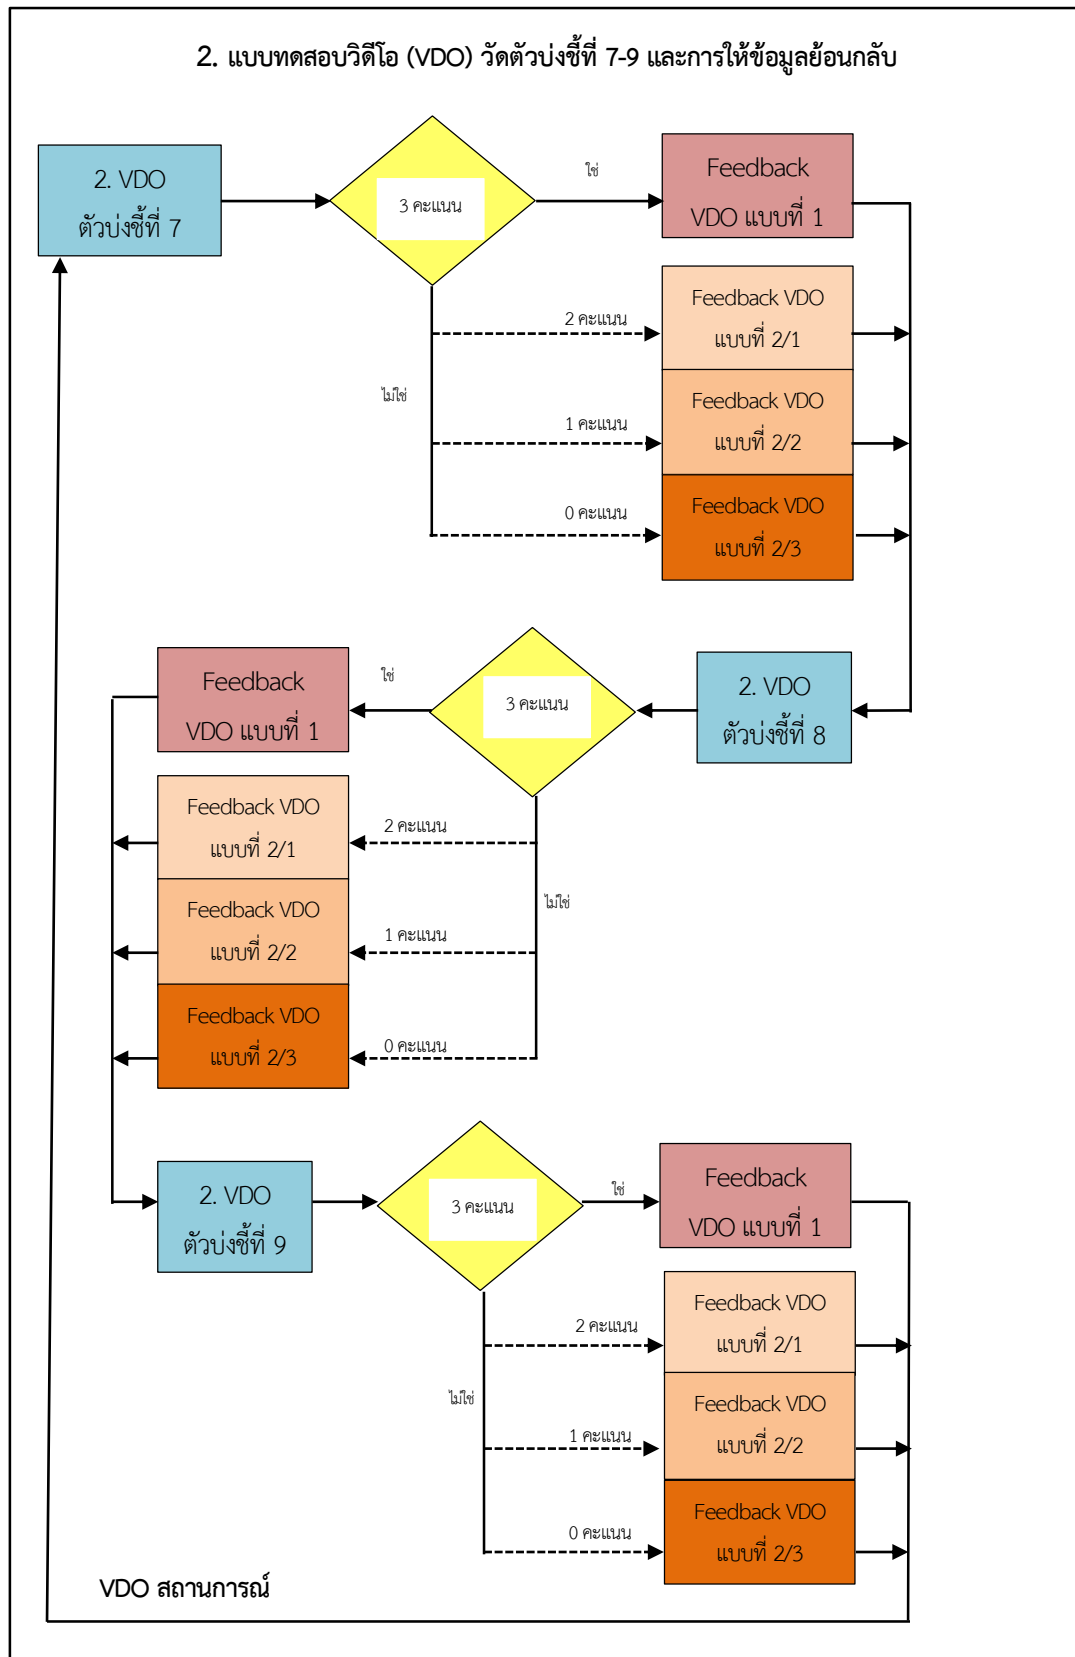 2. แบบทดสอบวิดีโอ (VDO) วัดตัวบ่งชี้ที่ 7-9 และการให้ข้อมูลย้อนกลับ
2. VDO
ตัวบ่งชี้ที่ 7
3 คะแนน
ใช่
Feedback
VDO แบบที่ 1
ไม่ใช่
2 คะแนน
Feedback VDO
แบบที่ 2/1
1 คะแนน
Feedback VDO
แบบที่ 2/2
0 คะแนน
Feedback VDO
แบบที่ 2/3
2. VDO
ตัวบ่งชี้ที่ 8
3 คะแนน
ใช่
Feedback
VDO แบบที่ 1
ไม่ใช่
2 คะแนน
Feedback VDO
แบบที่ 2/1
1 คะแนน
Feedback VDO
แบบที่ 2/2
0 คะแนน
Feedback VDO
แบบที่ 2/3
2. VDO
ตัวบ่งชี้ที่ 9
3 คะแนน
ใช่
Feedback
VDO แบบที่ 1
ไม่ใช่
2 คะแนน
Feedback VDO
แบบที่ 2/1
1 คะแนน
Feedback VDO
แบบที่ 2/2
0 คะแนน
Feedback VDO
แบบที่ 2/3
VDO สถานการณ์